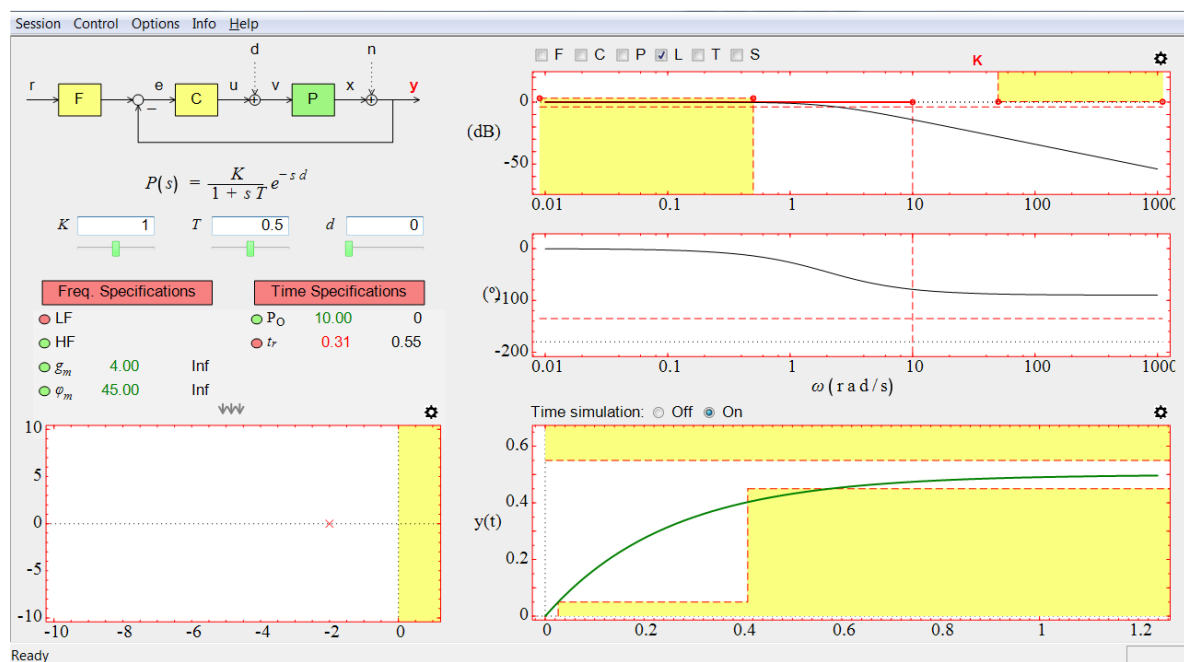 Session Control Options Info Help
d n
r F e C u v P x y
P(s) = K / (1 + s T) e^{-s d}
K 1 T 0.5 d 0
Freq. Specifications Time Specifications
LF P_O 10.00 0
HF t_r 0.31 0.55
g_m 4.00 Inf
φ_m 45.00 Inf
10
5
0
-5
-10
-10 -8 -6 -4 -2 0
F C P L T S
K
0
(dB)
-50
0.01 0.1 1 10 100 1000
0
(º)
-100
-200
0.01 0.1 1 10 100 1000
ω (rad/s)
Time simulation: Off On
0.6
0.4
y(t)
0.2
0
0 0.2 0.4 0.6 0.8 1 1.2
Ready